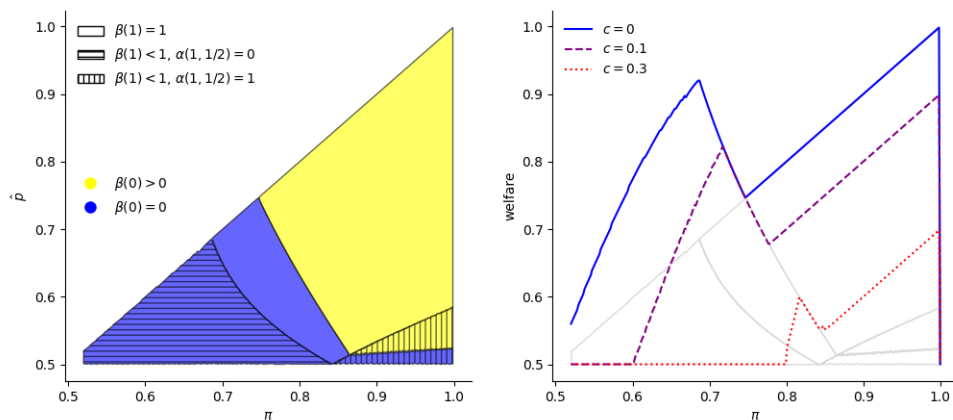 β(1) = 1
β(1) < 1, α(1, 1/2) = 0
β(1) < 1, α(1, 1/2) = 1
β(0) > 0
β(0) = 0
p̂
1.0
0.9
0.8
0.7
0.6
0.5
0.5 0.6 0.7 0.8 0.9 1.0
π
c = 0
c = 0.1
c = 0.3
welfare
1.0
0.9
0.8
0.7
0.6
0.5
0.5 0.6 0.7 0.8 0.9 1.0
π